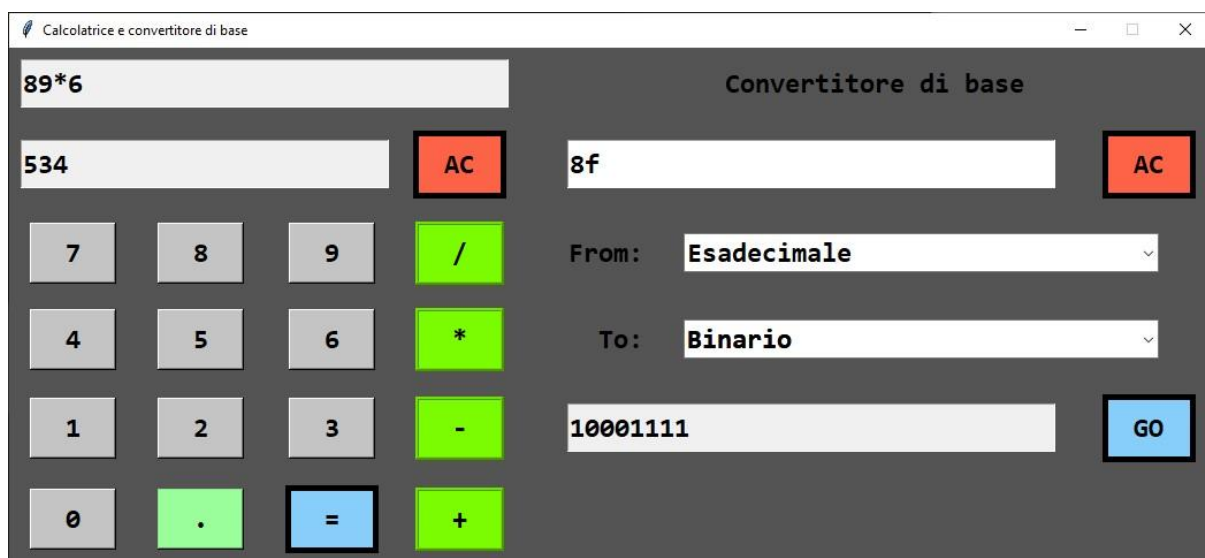 Calcolatrice e convertitore di base
89*6
Convertitore di base
534
AC
8f
AC
7 8 9 /
From: Esadecimale
4 5 6 *
To: Binario
1 2 3 -
10001111
GO
0 . = +